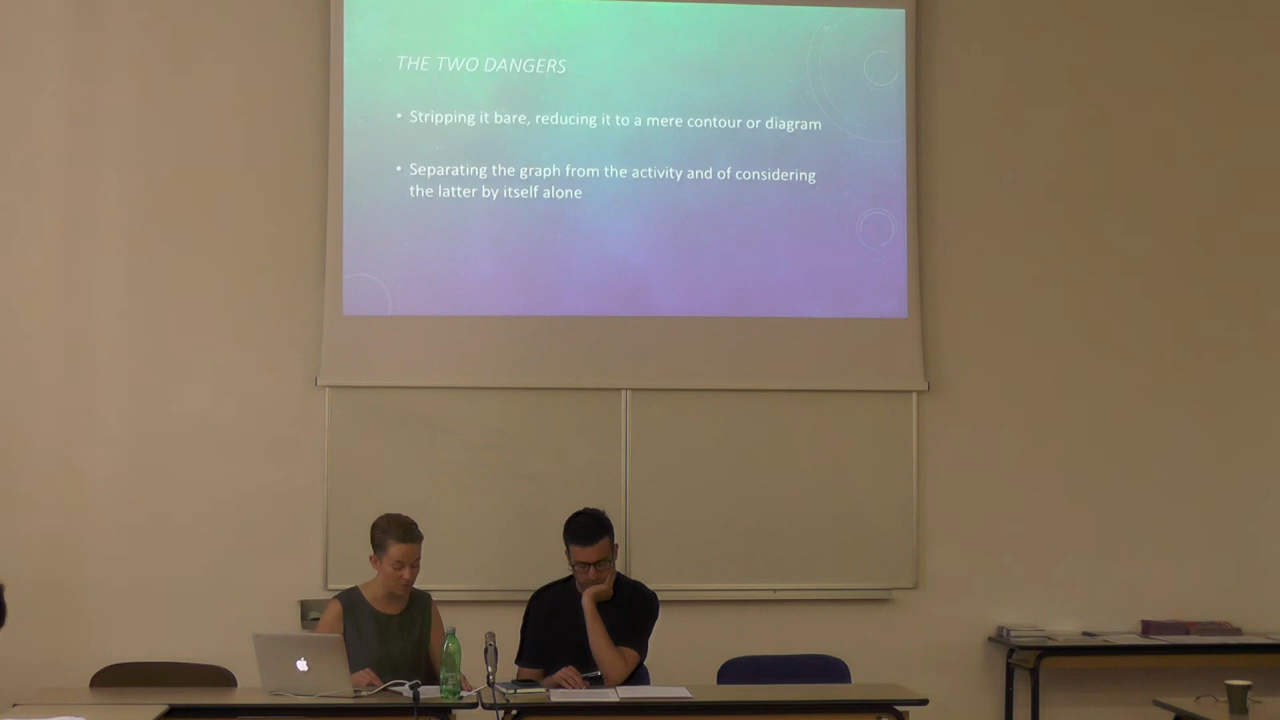 THE TWO DANGERS
• Stripping it bare, reducing it to a mere contour or diagram
• Separating the graph from the activity and of considering
the latter by itself alone